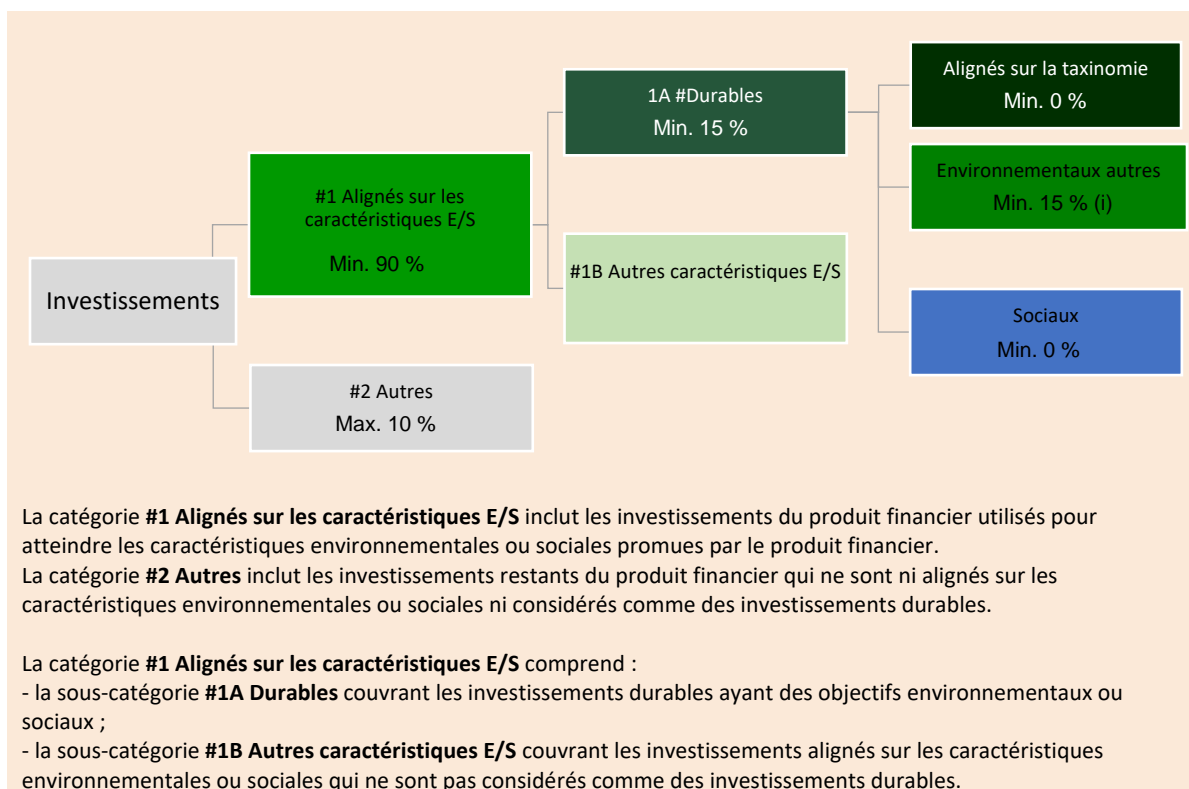 Investissements
#1 Alignés sur les
caractéristiques E/S
Min. 90 %
#2 Autres
Max. 10 %
1A #Durables
Min. 15 %
#1B Autres caractéristiques E/S
Alignés sur la taxinomie
Min. 0 %
Environnementaux autres
Min. 15 % (i)
Sociaux
Min. 0 %
La catégorie #1 Alignés sur les caractéristiques E/S inclut les investissements du produit financier utilisés pour
atteindre les caractéristiques environnementales ou sociales promues par le produit financier.
La catégorie #2 Autres inclut les investissements restants du produit financier qui ne sont ni alignés sur les
caractéristiques environnementales ou sociales ni considérés comme des investissements durables.
La catégorie #1 Alignés sur les caractéristiques E/S comprend :
- la sous-catégorie #1A Durables couvrant les investissements durables ayant des objectifs environnementaux ou
sociaux ;
- la sous-catégorie #1B Autres caractéristiques E/S couvrant les investissements alignés sur les caractéristiques
environnementales ou sociales qui ne sont pas considérés comme des investissements durables.